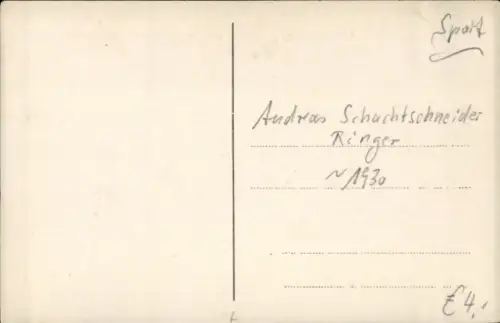 Sport
Andreas Schachtschneider
Ringer
~ 1930
€ 4,-